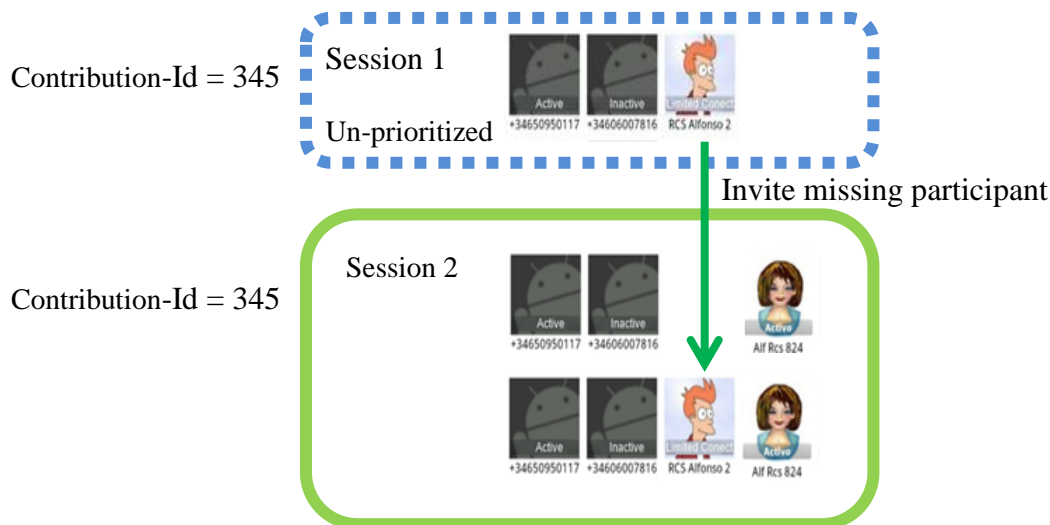 Contribution-Id = 345
Session 1
Un-prioritized
Active Inactive Limited Conect
+34650950117 +34606007816 RCS Alfonso 2
Invite missing participant
Contribution-Id = 345
Session 2
Active Inactive Activo
+34650950117 +34606007816 Alf Rcs 824
Active Inactive Limited Conect Activo
+34650950117 +34606007816 RCS Alfonso 2 Alf Rcs 824